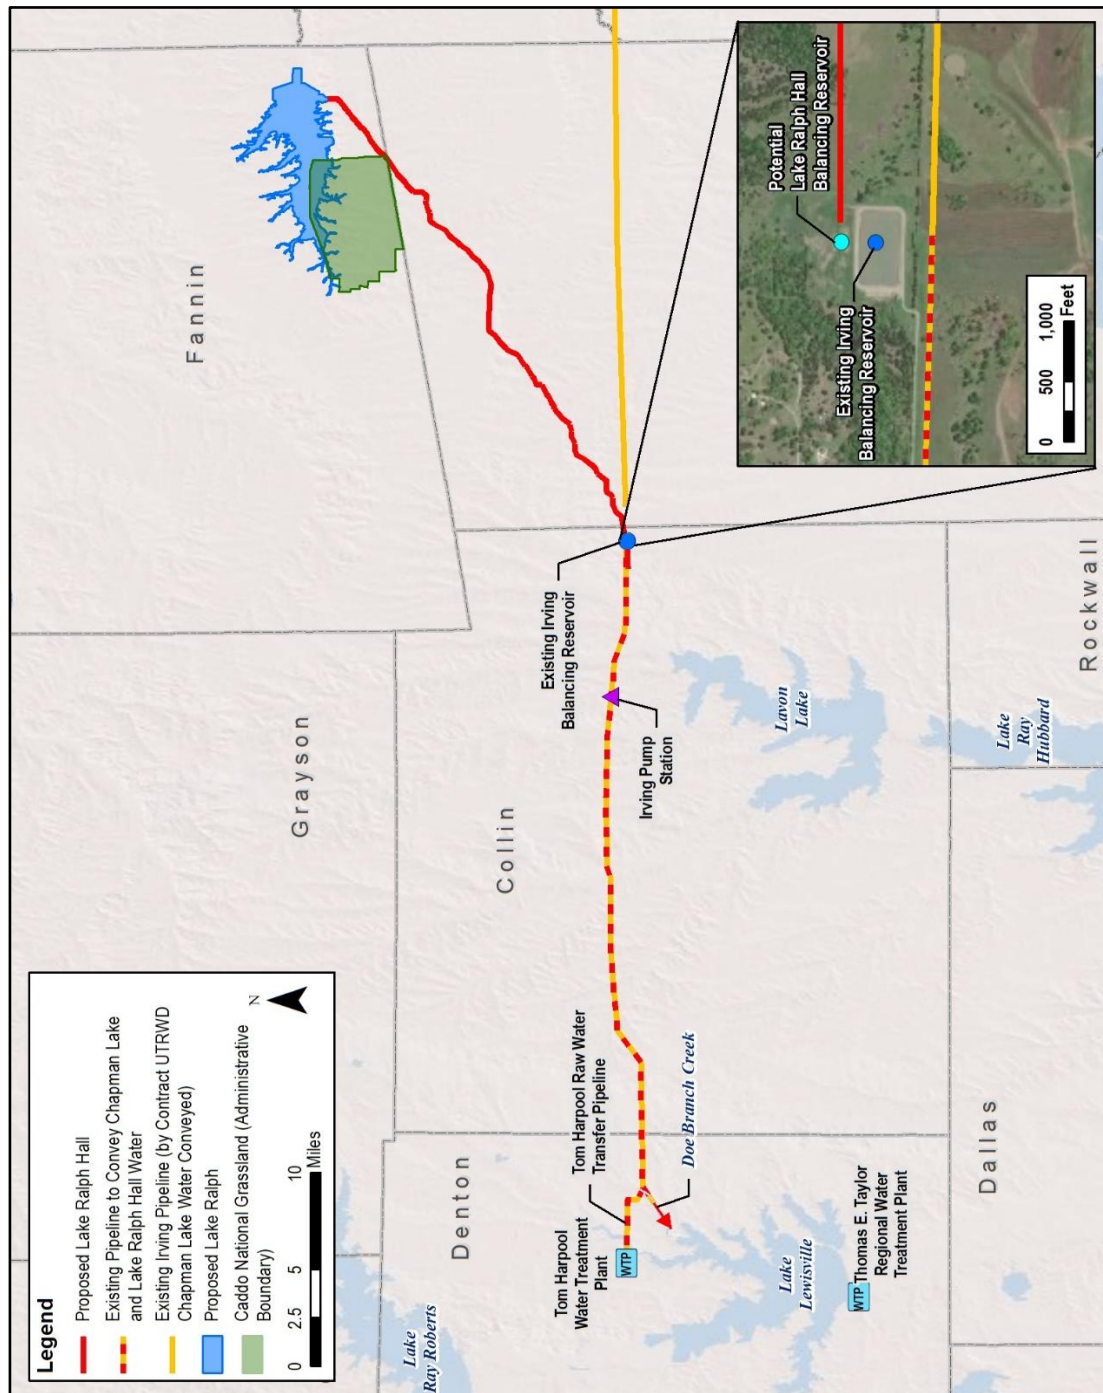 Legend
Proposed Lake Ralph Hall
Existing Pipeline to Convey Chapman Lake
and Lake Ralph Hall Water
Existing Irving Pipeline (by Contract UTRWD
Chapman Lake Water Conveyed)
Proposed Lake Ralph
Caddo National Grassland (Administrative
Boundary)
0 2.5 5 10
Miles
N
Grayson
Fannin
Collin
Denton
Dallas
Rockwall
Lake
Ray Roberts
Tom Harpool
Water Treatment
Plant
WTP
Tom Harpool Raw Water
Transfer Pipeline
Doe Branch Creek
Lake
Lewisville
WTP
Thomas E. Taylor
Regional Water
Treatment Plant
Irving Pump
Station
Existing Irving
Balancing Reservoir
Lavon
Lake
Lake
Ray
Hubbard
Potential
Lake Ralph Hall
Balancing Reservoir
Existing Irving
Balancing Reservoir
0 500 1,000
Feet